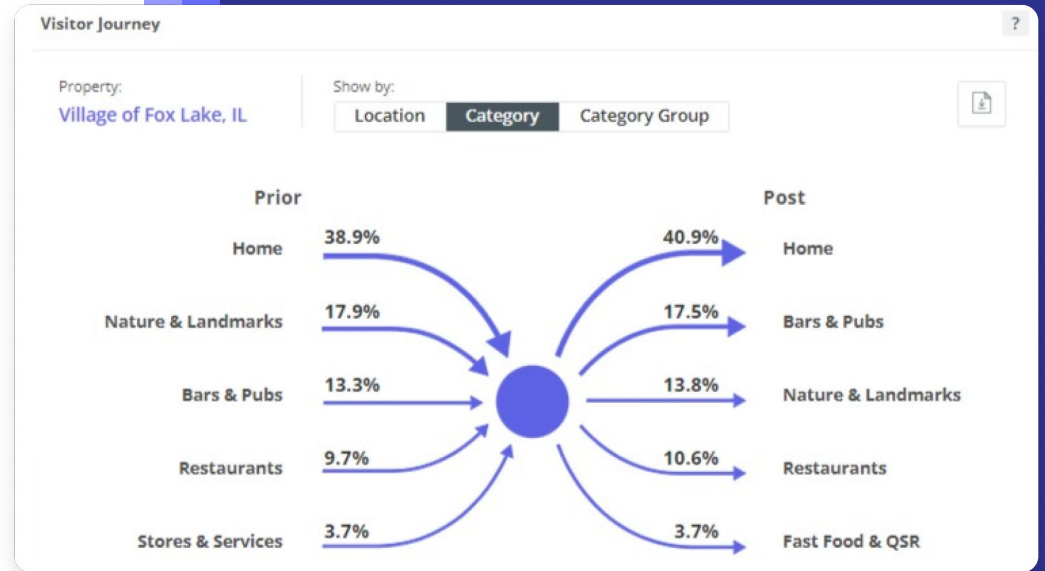 Visitor Journey
?
Property:
Village of Fox Lake, IL
Show by:
Location Category Category Group
Prior
Home 38.9%
Nature & Landmarks 17.9%
Bars & Pubs 13.3%
Restaurants 9.7%
Stores & Services 3.7%
Post
40.9% Home
17.5% Bars & Pubs
13.8% Nature & Landmarks
10.6% Restaurants
3.7% Fast Food & QSR